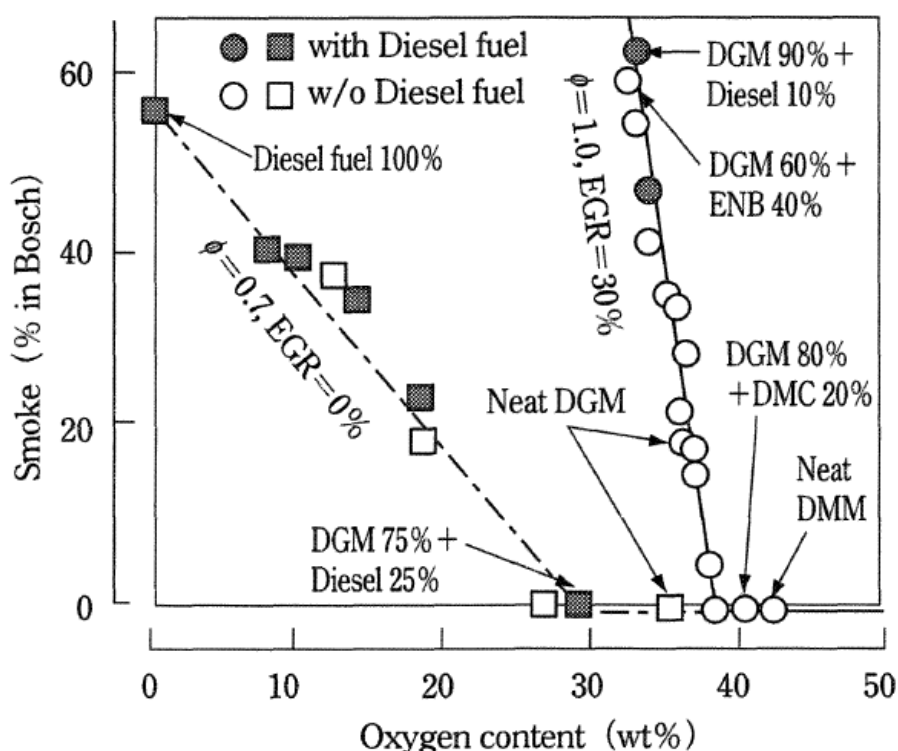 with Diesel fuel
w/o Diesel fuel
DGM 90% +
Diesel 10%
Diesel fuel 100%
DGM 60% +
ENB 40%
ϕ=0.7, EGR=0%
ϕ=1.0, EGR=30%
DGM 80%
+DMC 20%
Neat DGM
Neat
DMM
DGM 75% +
Diesel 25%
Smoke (% in Bosch)
60
40
20
0
0 10 20 30 40 50
Oxygen content (wt%)